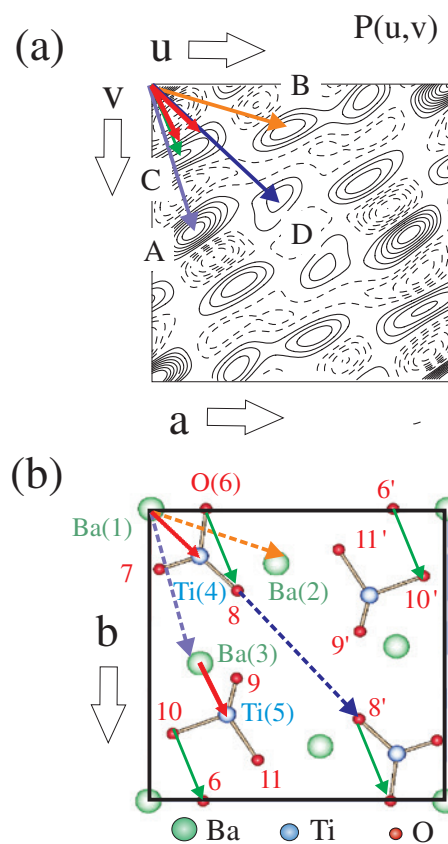 (a)
u
P(u,v)
v
B
C
D
A
a
(b)
O(6)
6'
Ba(1)
11'
7
Ti(4)
8
Ba(2)
10'
9'
b
Ba(3)
9
10
Ti(5)
8'
6
11
Ba
Ti
O